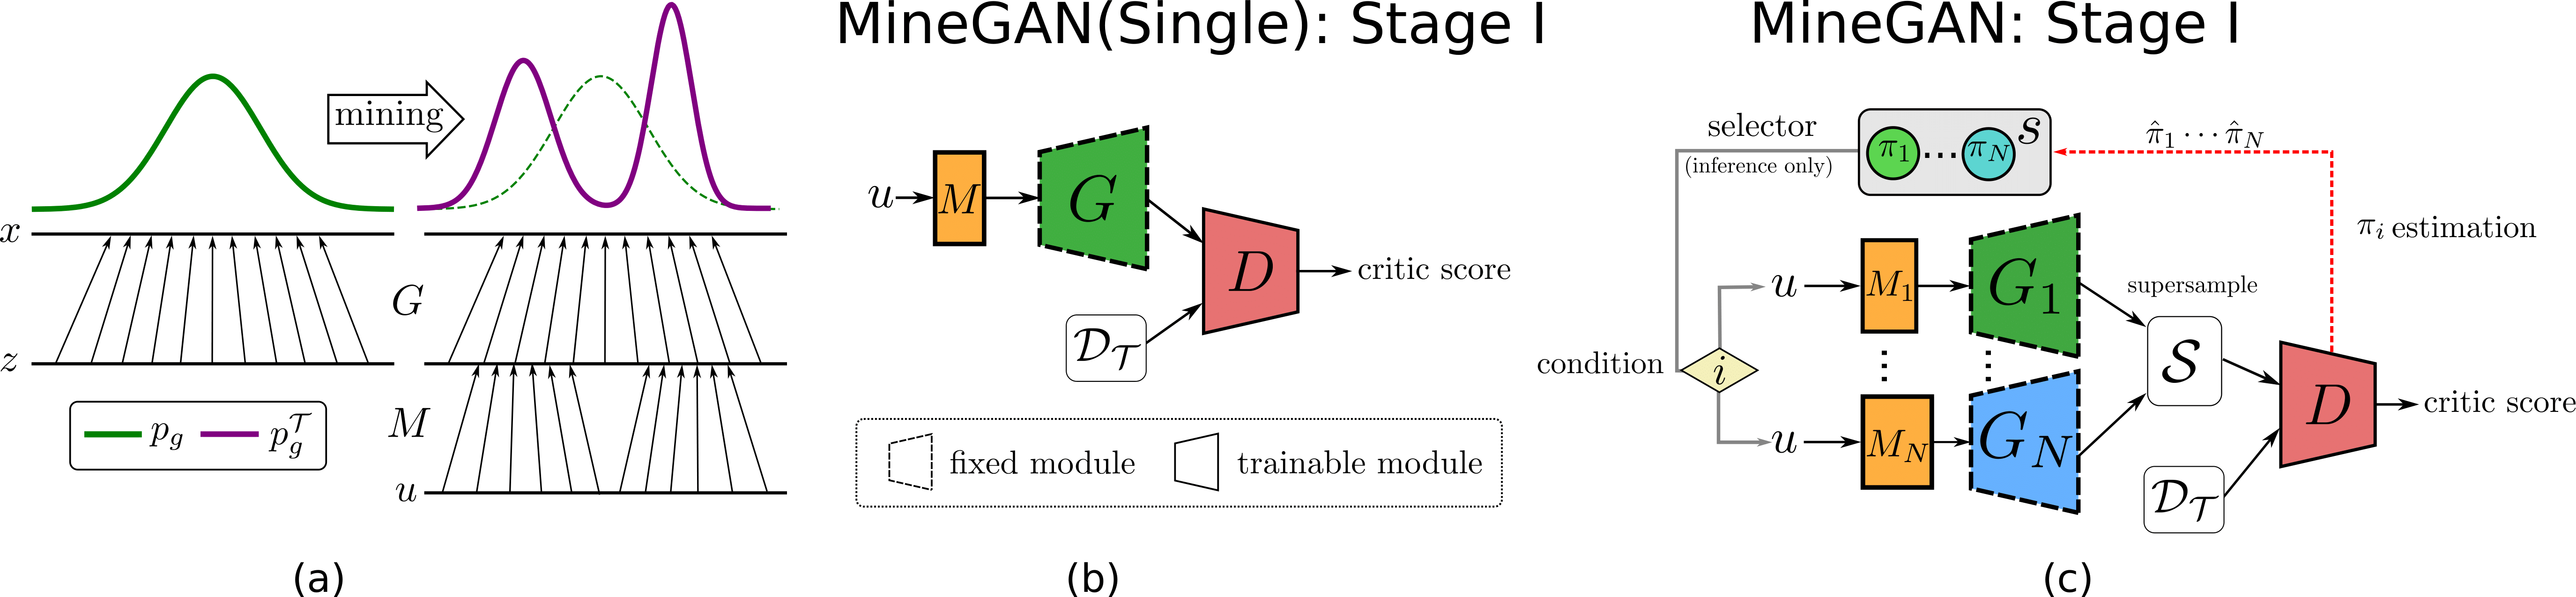 mining
x
G
z
M
u
p_g p_g^𝒯
(a)
MineGAN(Single): Stage I
u M G
D
critic score
𝒟_𝒯
fixed module
trainable module
(b)
MineGAN: Stage I
selector
(inference only)
π_1 ... π_N s
π̂_1 ⋯ π̂_N
π_i estimation
condition
i
u M_1 G_1
⋮ ⋮
u M_N G_N
supersample
𝒮
D
critic score
𝒟_𝒯
(c)